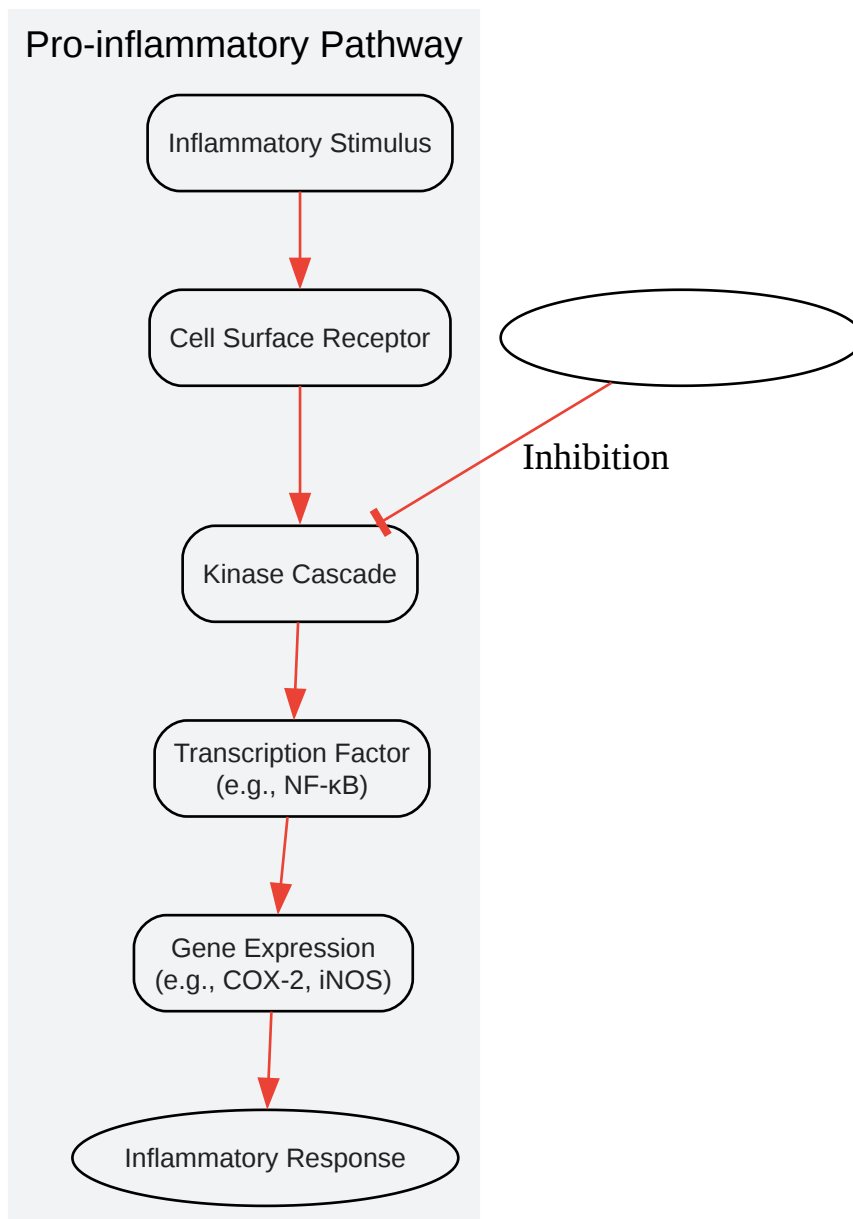 Pro-inflammatory Pathway
Inflammatory Stimulus
Cell Surface Receptor
Inhibition
Kinase Cascade
Transcription Factor
(e.g., NF-κB)
Gene Expression
(e.g., COX-2, iNOS)
Inflammatory Response